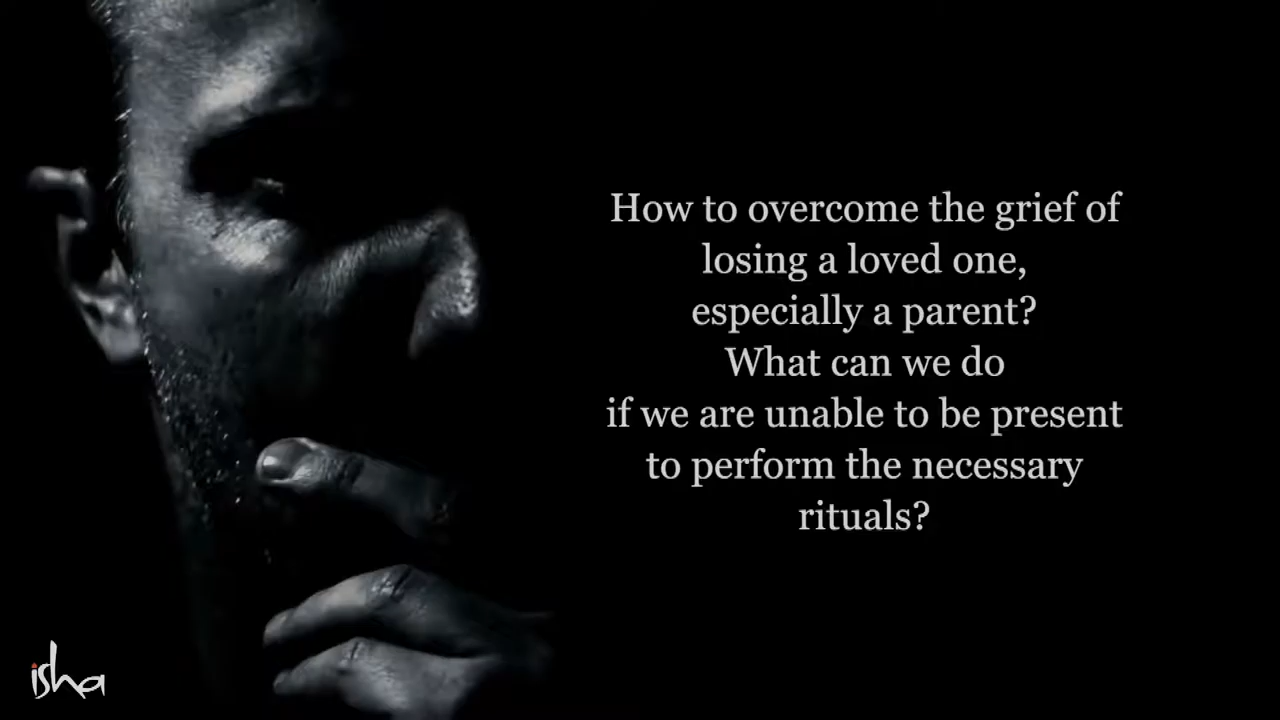 How to overcome the grief of
losing a loved one,
especially a parent?
What can we do
if we are unable to be present
to perform the necessary
rituals?
isha